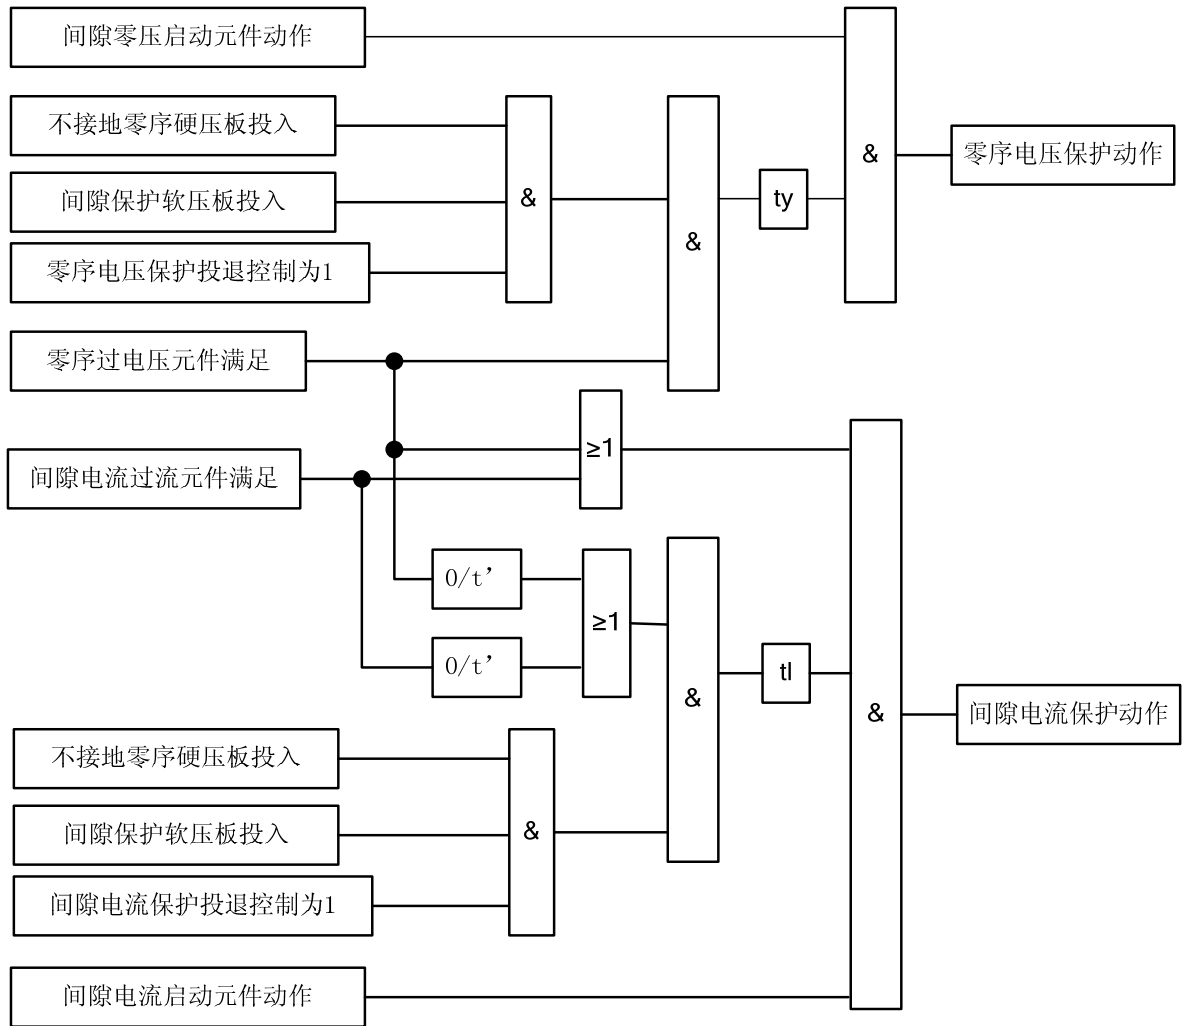 间隙零压启动元件动作
不接地零序硬压板投入
&
&
&
零序电压保护动作
间隙保护软压板投入
ty
零序电压保护投退控制为1
零序过电压元件满足
≥1
间隙电流过流元件满足
0/t’
≥1
0/t’
&
tl
&
间隙电流保护动作
不接地零序硬压板投入
间隙保护软压板投入
&
间隙电流保护投退控制为1
间隙电流启动元件动作